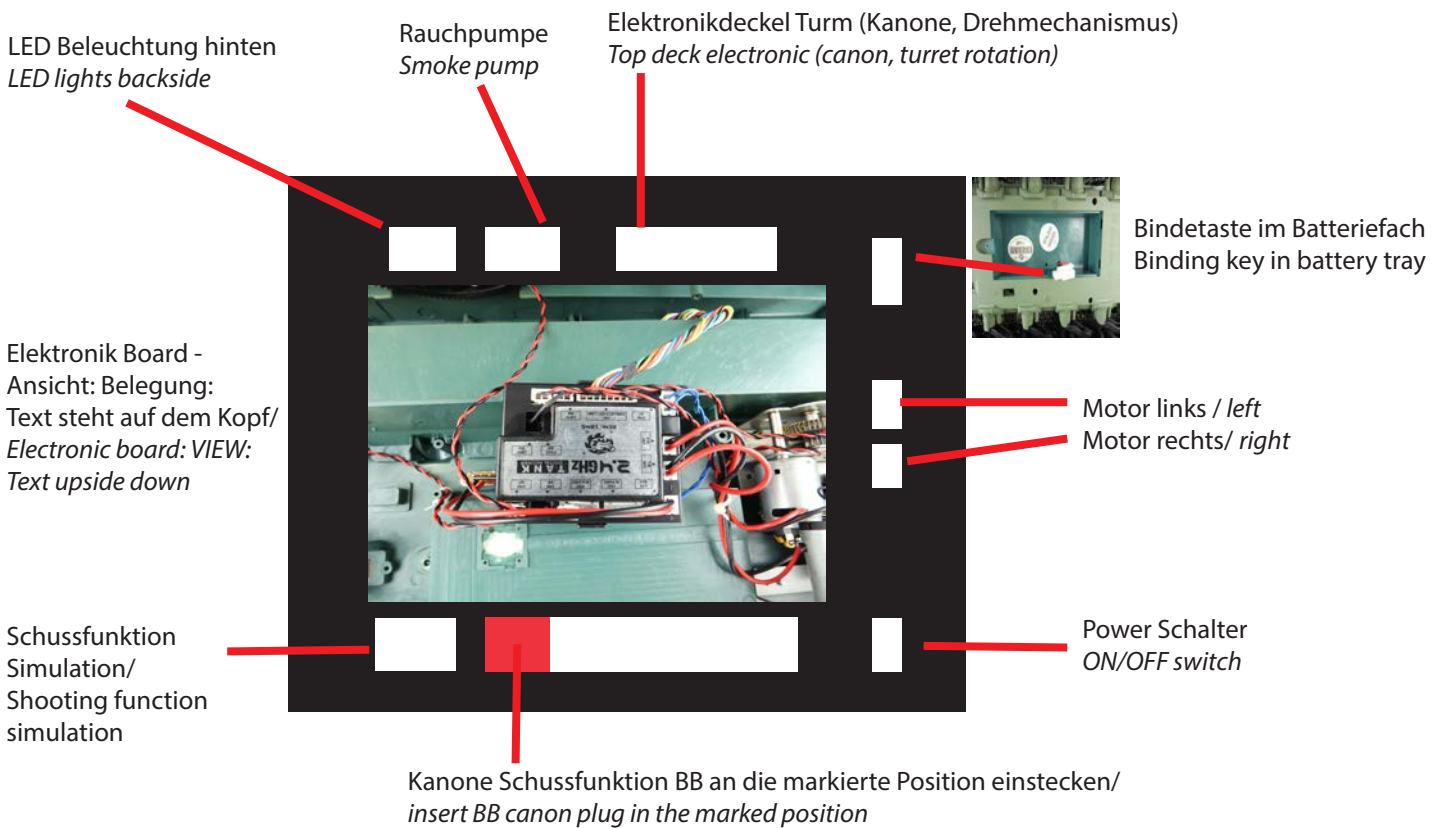 LED Beleuchtung hinten
LED lights backside
Rauchpumpe
Smoke pump
Elektronikdeckel Turm (Kanone, Drehmechanismus)
Top deck electronic (canon, turret rotation)
Bindetaste im Batteriefach
Binding key in battery tray
Elektronik Board -
Ansicht: Belegung:
Text steht auf dem Kopf/
Electronic board: VIEW:
Text upside down
2.4GHz TANK
Motor links / left
Motor rechts/ right
Schussfunktion
Simulation/
Shooting function
simulation
Power Schalter
ON/OFF switch
Kanone Schussfunktion BB an die markierte Position einstecken/
insert BB canon plug in the marked position